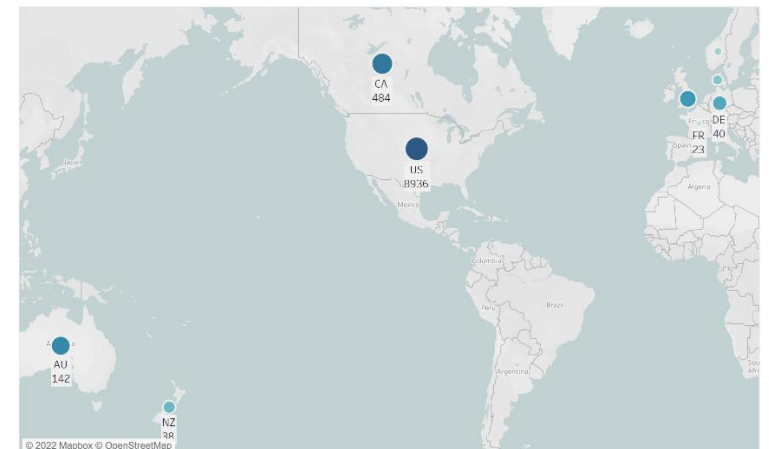 CA
484
US
8936
Mexico
Colombia
Peru
Brazil
Argentina
Japan
AU
142
NZ
38
DE
40
FR
23
Spain
Algeria
© 2022 Mapbox © OpenStreetMap